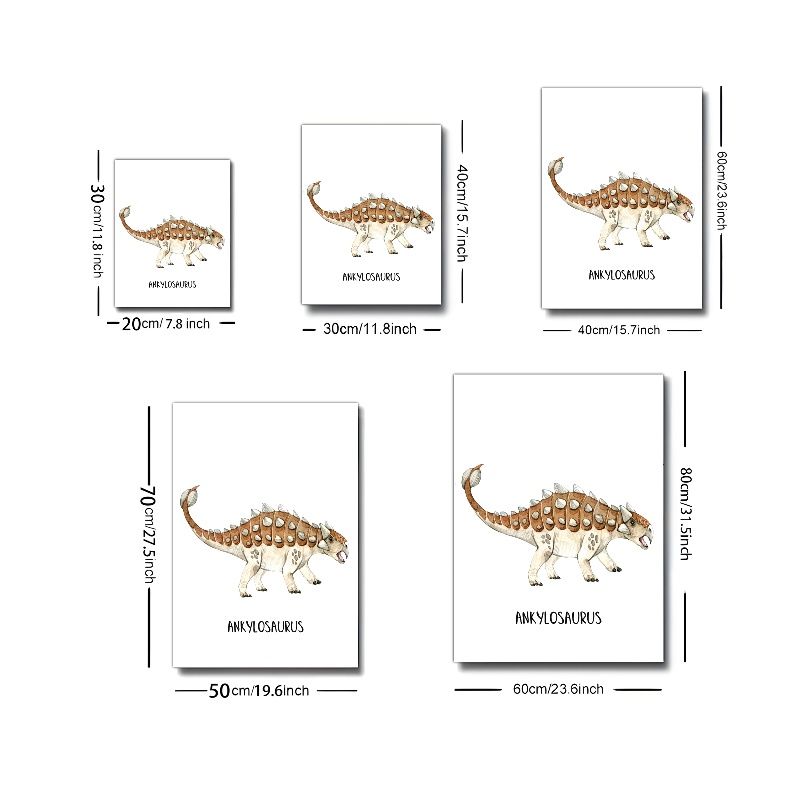 30cm/11.8 inch
ANKYLOSAURUS
20cm/ 7.8 inch
40cm/15.7inch
ANKYLOSAURUS
30cm/11.8inch
60cm/23.6inch
ANKYLOSAURUS
40cm/15.7inch
70cm/27.5inch
ANKYLOSAURUS
50cm/19.6inch
80cm/31.5inch
ANKYLOSAURUS
60cm/23.6inch